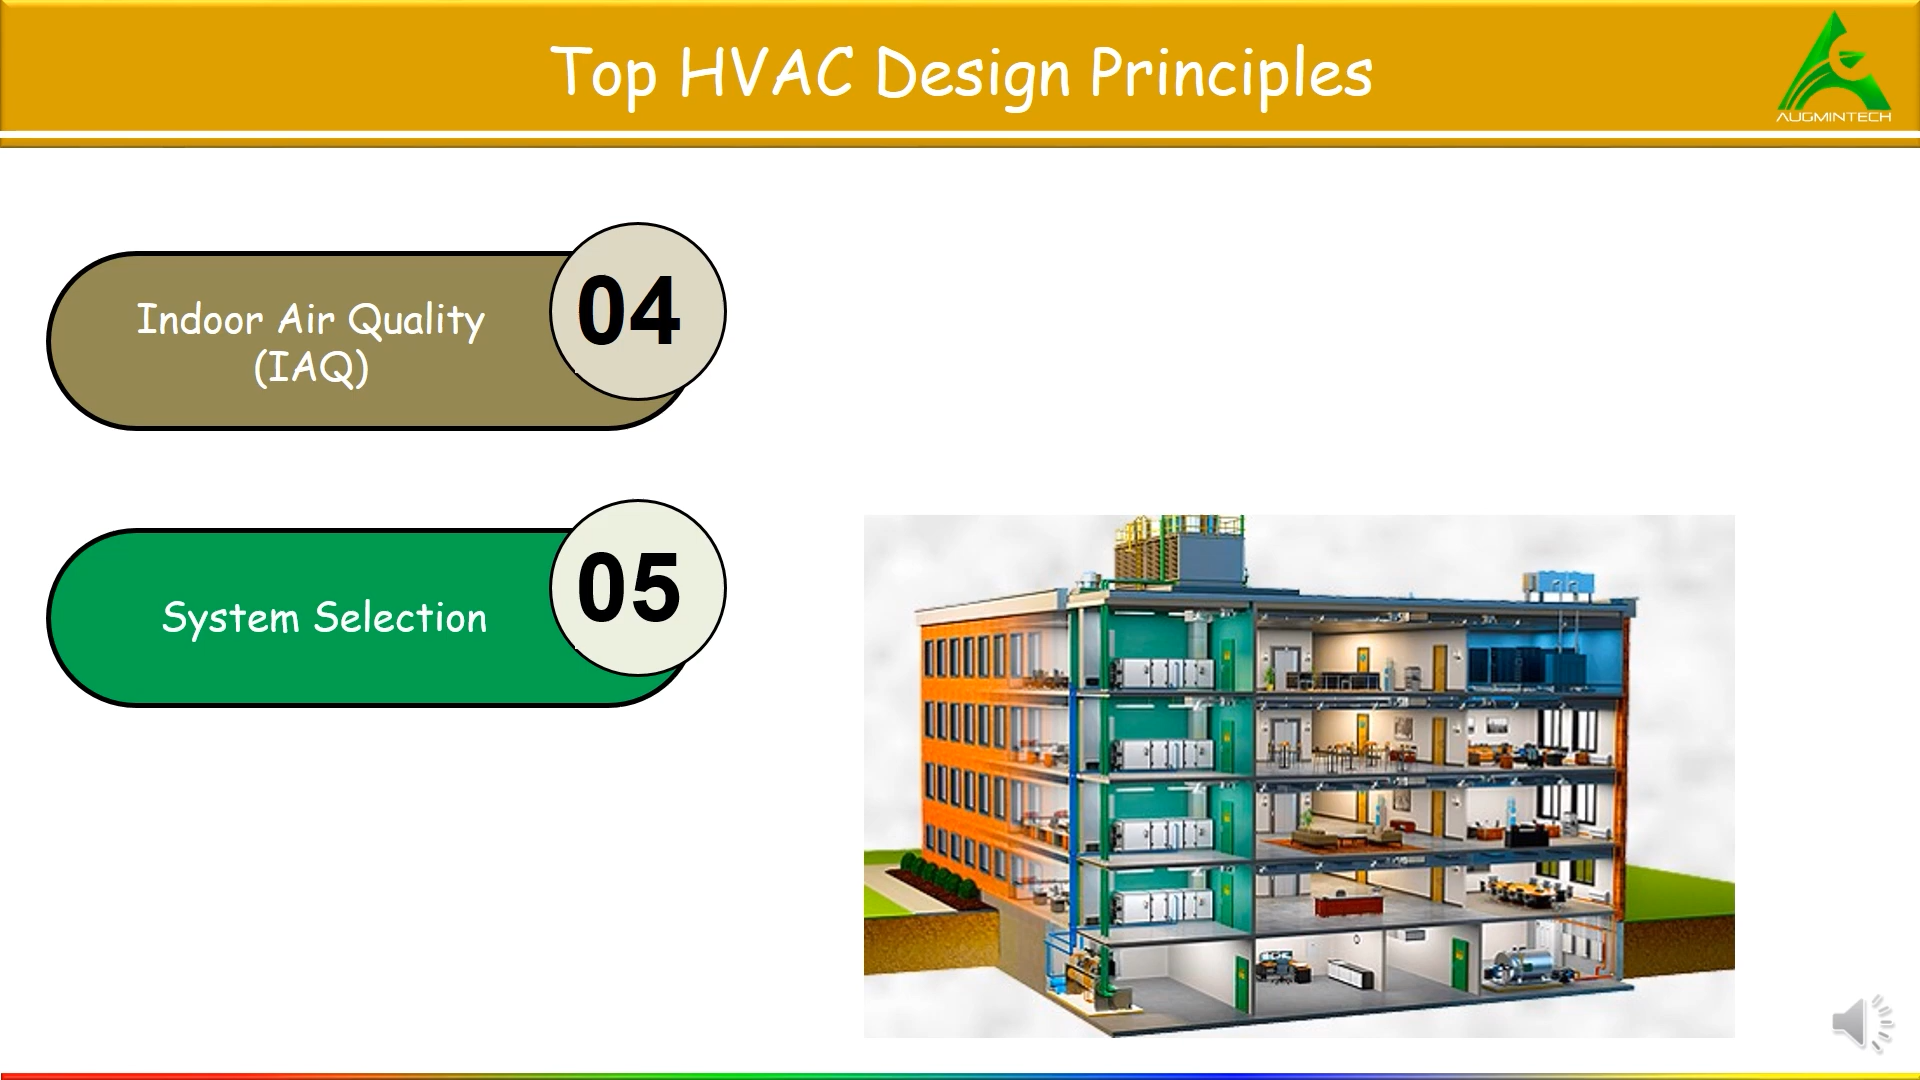 Top HVAC Design Principles
AUGMINTECH
Indoor Air Quality
(IAQ)
04
System Selection
05